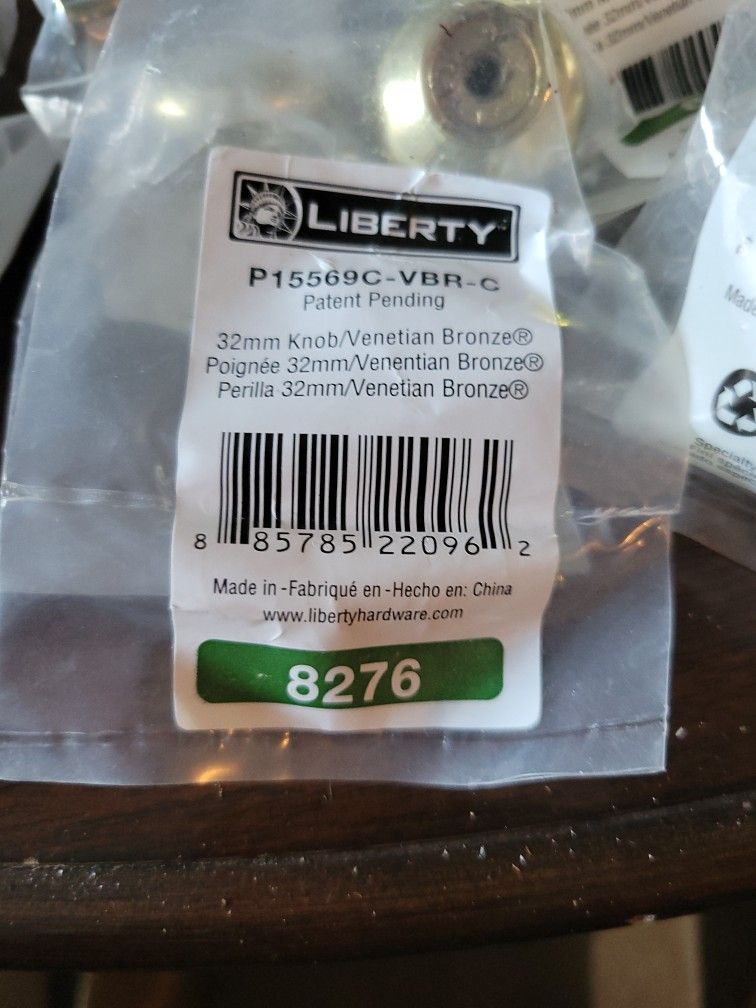 LIBERTY
P15569C-VBR-C
Patent Pending
32mm Knob/Venetian Bronze®
Poignée 32mm/Venentian Bronze®
Perilla 32mm/Venetian Bronze®
8 85785 22096 2
Made in -Fabriqué en -Hecho en: China
www.libertyhardware.com
8276
Made